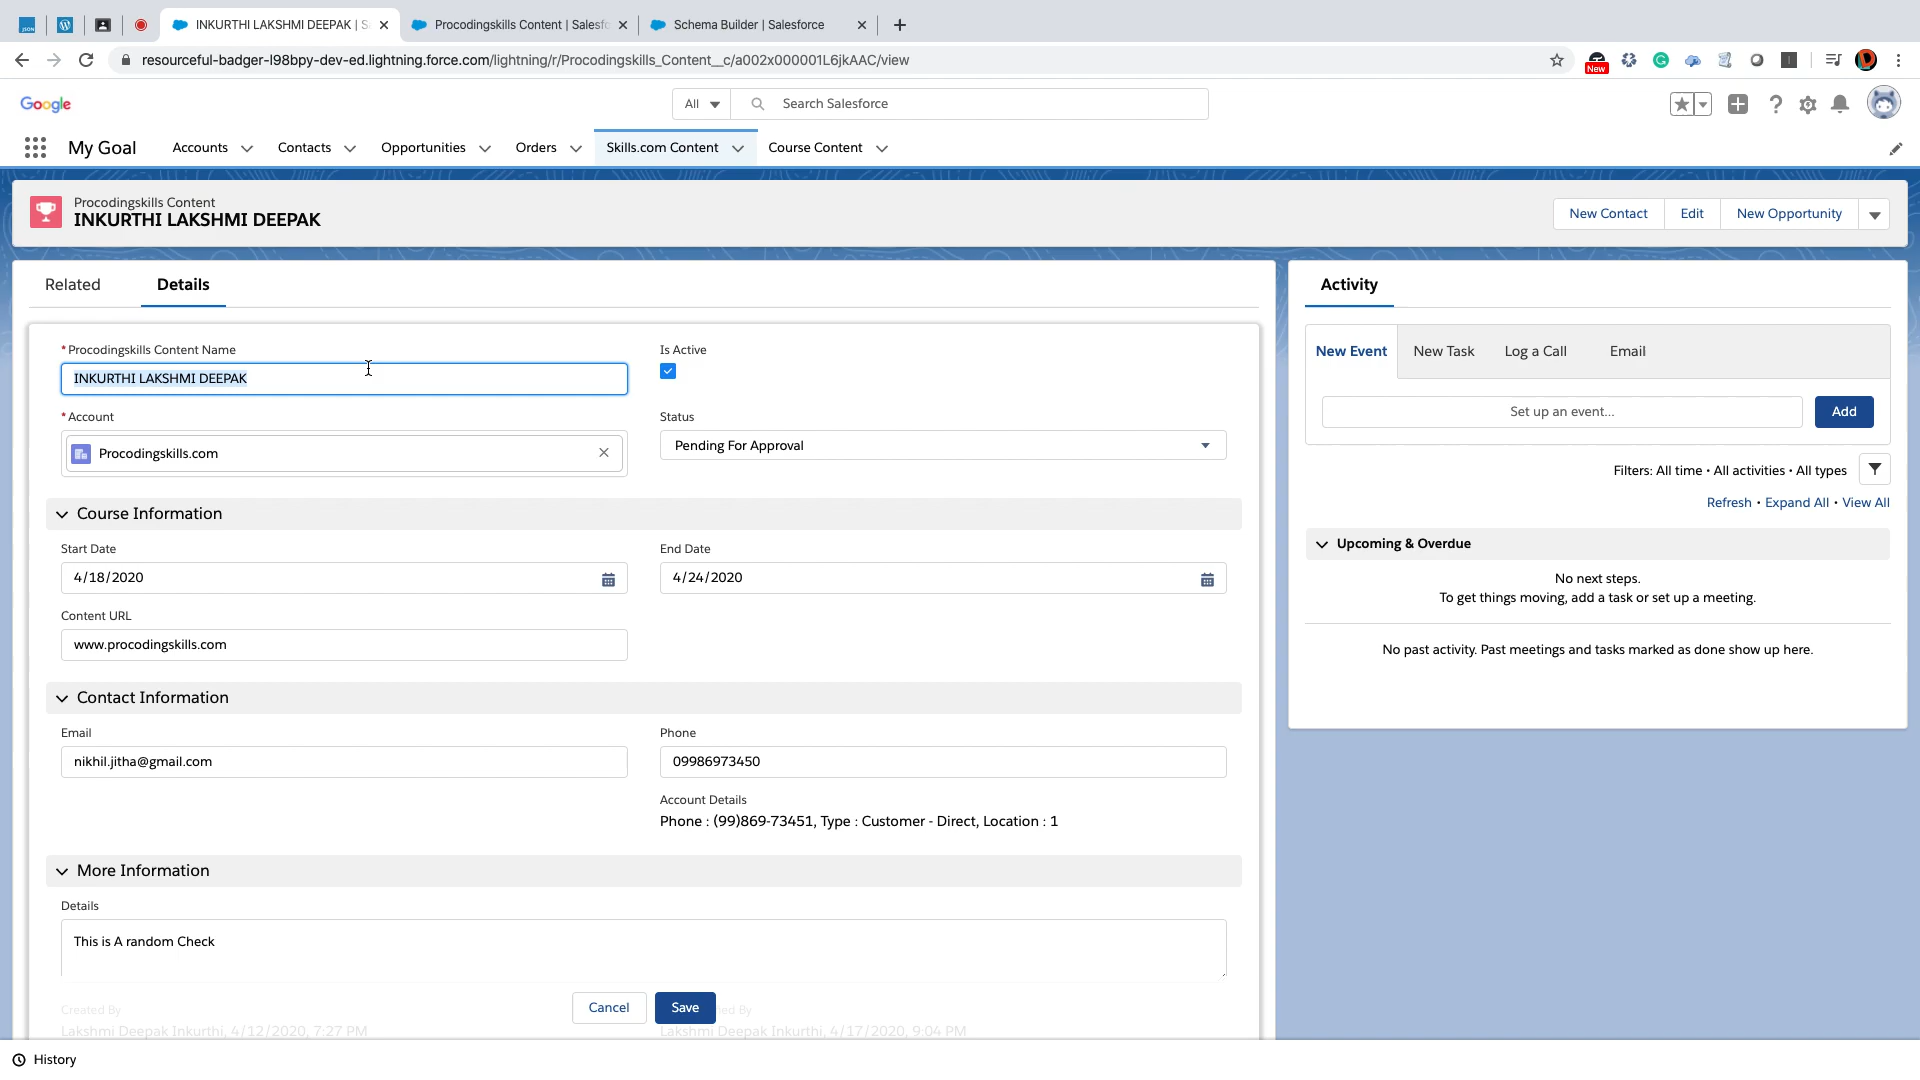 INKURTHI LAKSHMI DEEPAK | S
Procodingskills Content | Salesfo
Schema Builder | Salesforce
resourceful-badger-l98bpy-dev-ed.lightning.force.com/lightning/r/Procodingskills_Content__c/a002x000001L6jkAAC/view
New
Google
All
Search Salesforce
My Goal
Accounts
Contacts
Opportunities
Orders
Skills.com Content
Course Content
Procodingskills Content
INKURTHI LAKSHMI DEEPAK
New Contact
Edit
New Opportunity
Related
Details
*Procodingskills Content Name
INKURTHI LAKSHMI DEEPAK
Is Active
*Account
Procodingskills.com
Status
Pending For Approval
Course Information
Start Date
4/18/2020
End Date
4/24/2020
Content URL
www.procodingskills.com
Contact Information
Email
nikhil.jitha@gmail.com
Phone
09986973450
Account Details
Phone : (99)869-73451, Type : Customer - Direct, Location : 1
More Information
Details
This is A random Check
Created By
Lakshmi Deepak Inkurthi, 4/12/2020, 7:27 PM
ed By
Lakshmi Deepak Inkurthi, 4/17/2020, 9:04 PM
Cancel
Save
Activity
New Event
New Task
Log a Call
Email
Set up an event...
Add
Filters: All time • All activities • All types
Refresh • Expand All • View All
Upcoming & Overdue
No next steps.
To get things moving, add a task or set up a meeting.
No past activity. Past meetings and tasks marked as done show up here.
History